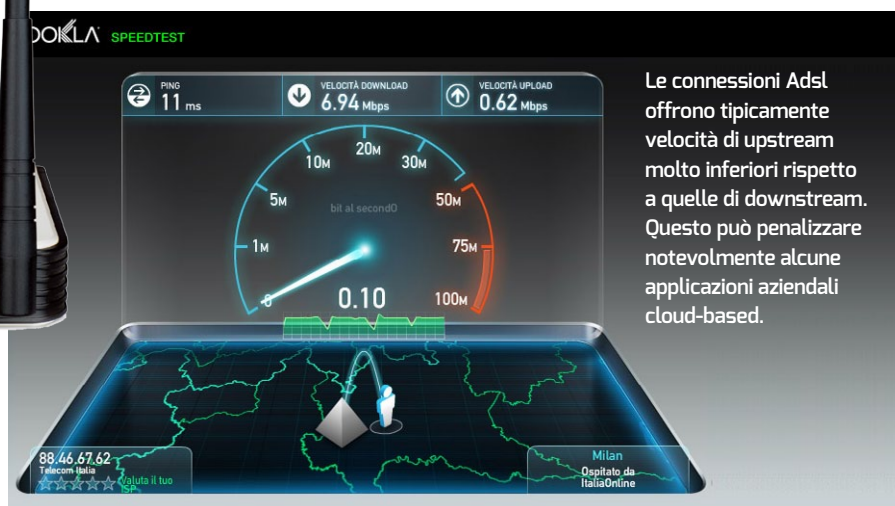 OOKLA SPEEDTEST
PING
11 ms
VELOCITÀ DOWNLOAD
6.94 Mbps
VELOCITÀ UPLOAD
0.62 Mbps
Le connessioni Adsl
offrono tipicamente
velocità di upstream
molto inferiori rispetto
a quelle di downstream.
Questo può penalizzare
notevolmente alcune
applicazioni aziendali
cloud-based.
20M
10M
30M
5M
50M
bit al secondO
1M
75M
0
0.10
100M
88.46.67.62
Telecom Italia
Valuta il tuo
ISP
Milan
Ospitato da
ItaliaOnline